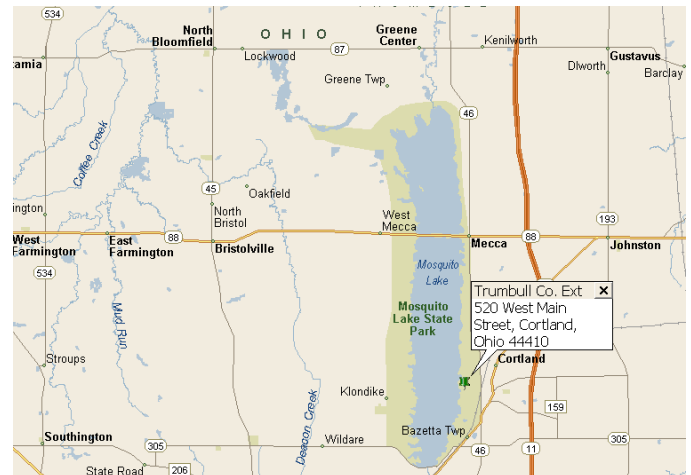 534
North
Bloomfield
OHIO
87
Greene
Center
Kenilworth
Gustavus
Lockwood
Dlworth
Barclay
tamia
Greene Twp
46
Coffee Creek
45
Oakfield
ington
North
Bristol
West
Mecca
193
West
Farmington
East
Farmington
88
Bristolville
Mecca
88
Johnston
534
Mosquito
Lake
Mud Run
Mosquito
Lake State
Park
Trumbull Co. Ext
520 West Main
Street, Cortland,
Ohio 44410
Stroups
Cortland
Klondike
Deacon Creek
159
Bazetta Twp
Southington
305
Wildare
46
11
305
State Road
206